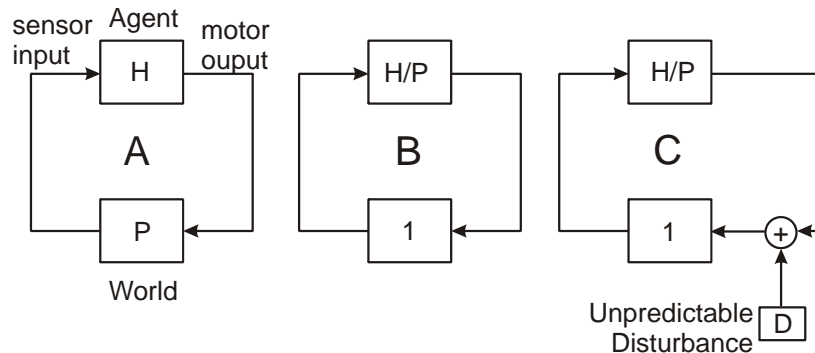 Agent
sensor
input
motor
ouput
H
A
P
World
H/P
B
1
H/P
C
1
+
Unpredictable
Disturbance
D